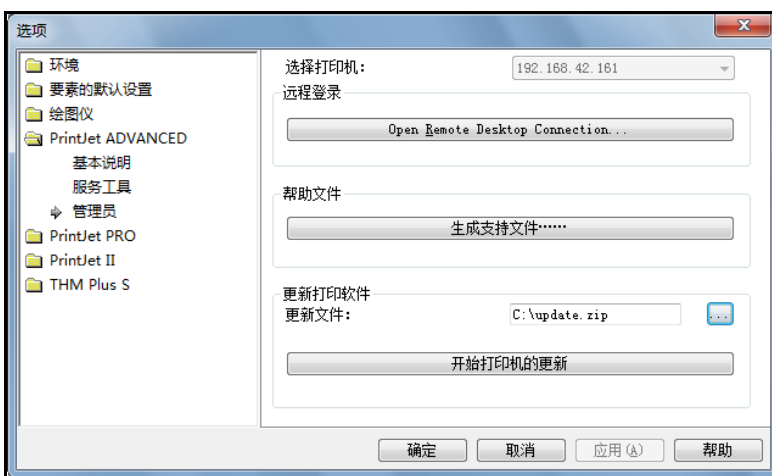 选项
环境
要素的默认设置
绘图仪
PrintJet ADVANCED
基本说明
服务工具
管理员
PrintJet PRO
PrintJet II
THM Plus S
选择打印机:
192.168.42.161
远程登录
Open Remote Desktop Connection...
帮助文件
生成支持文件……
更新打印软件
更新文件:
C:\update.zip
...
开始打印机的更新
确定
取消
应用(A)
帮助